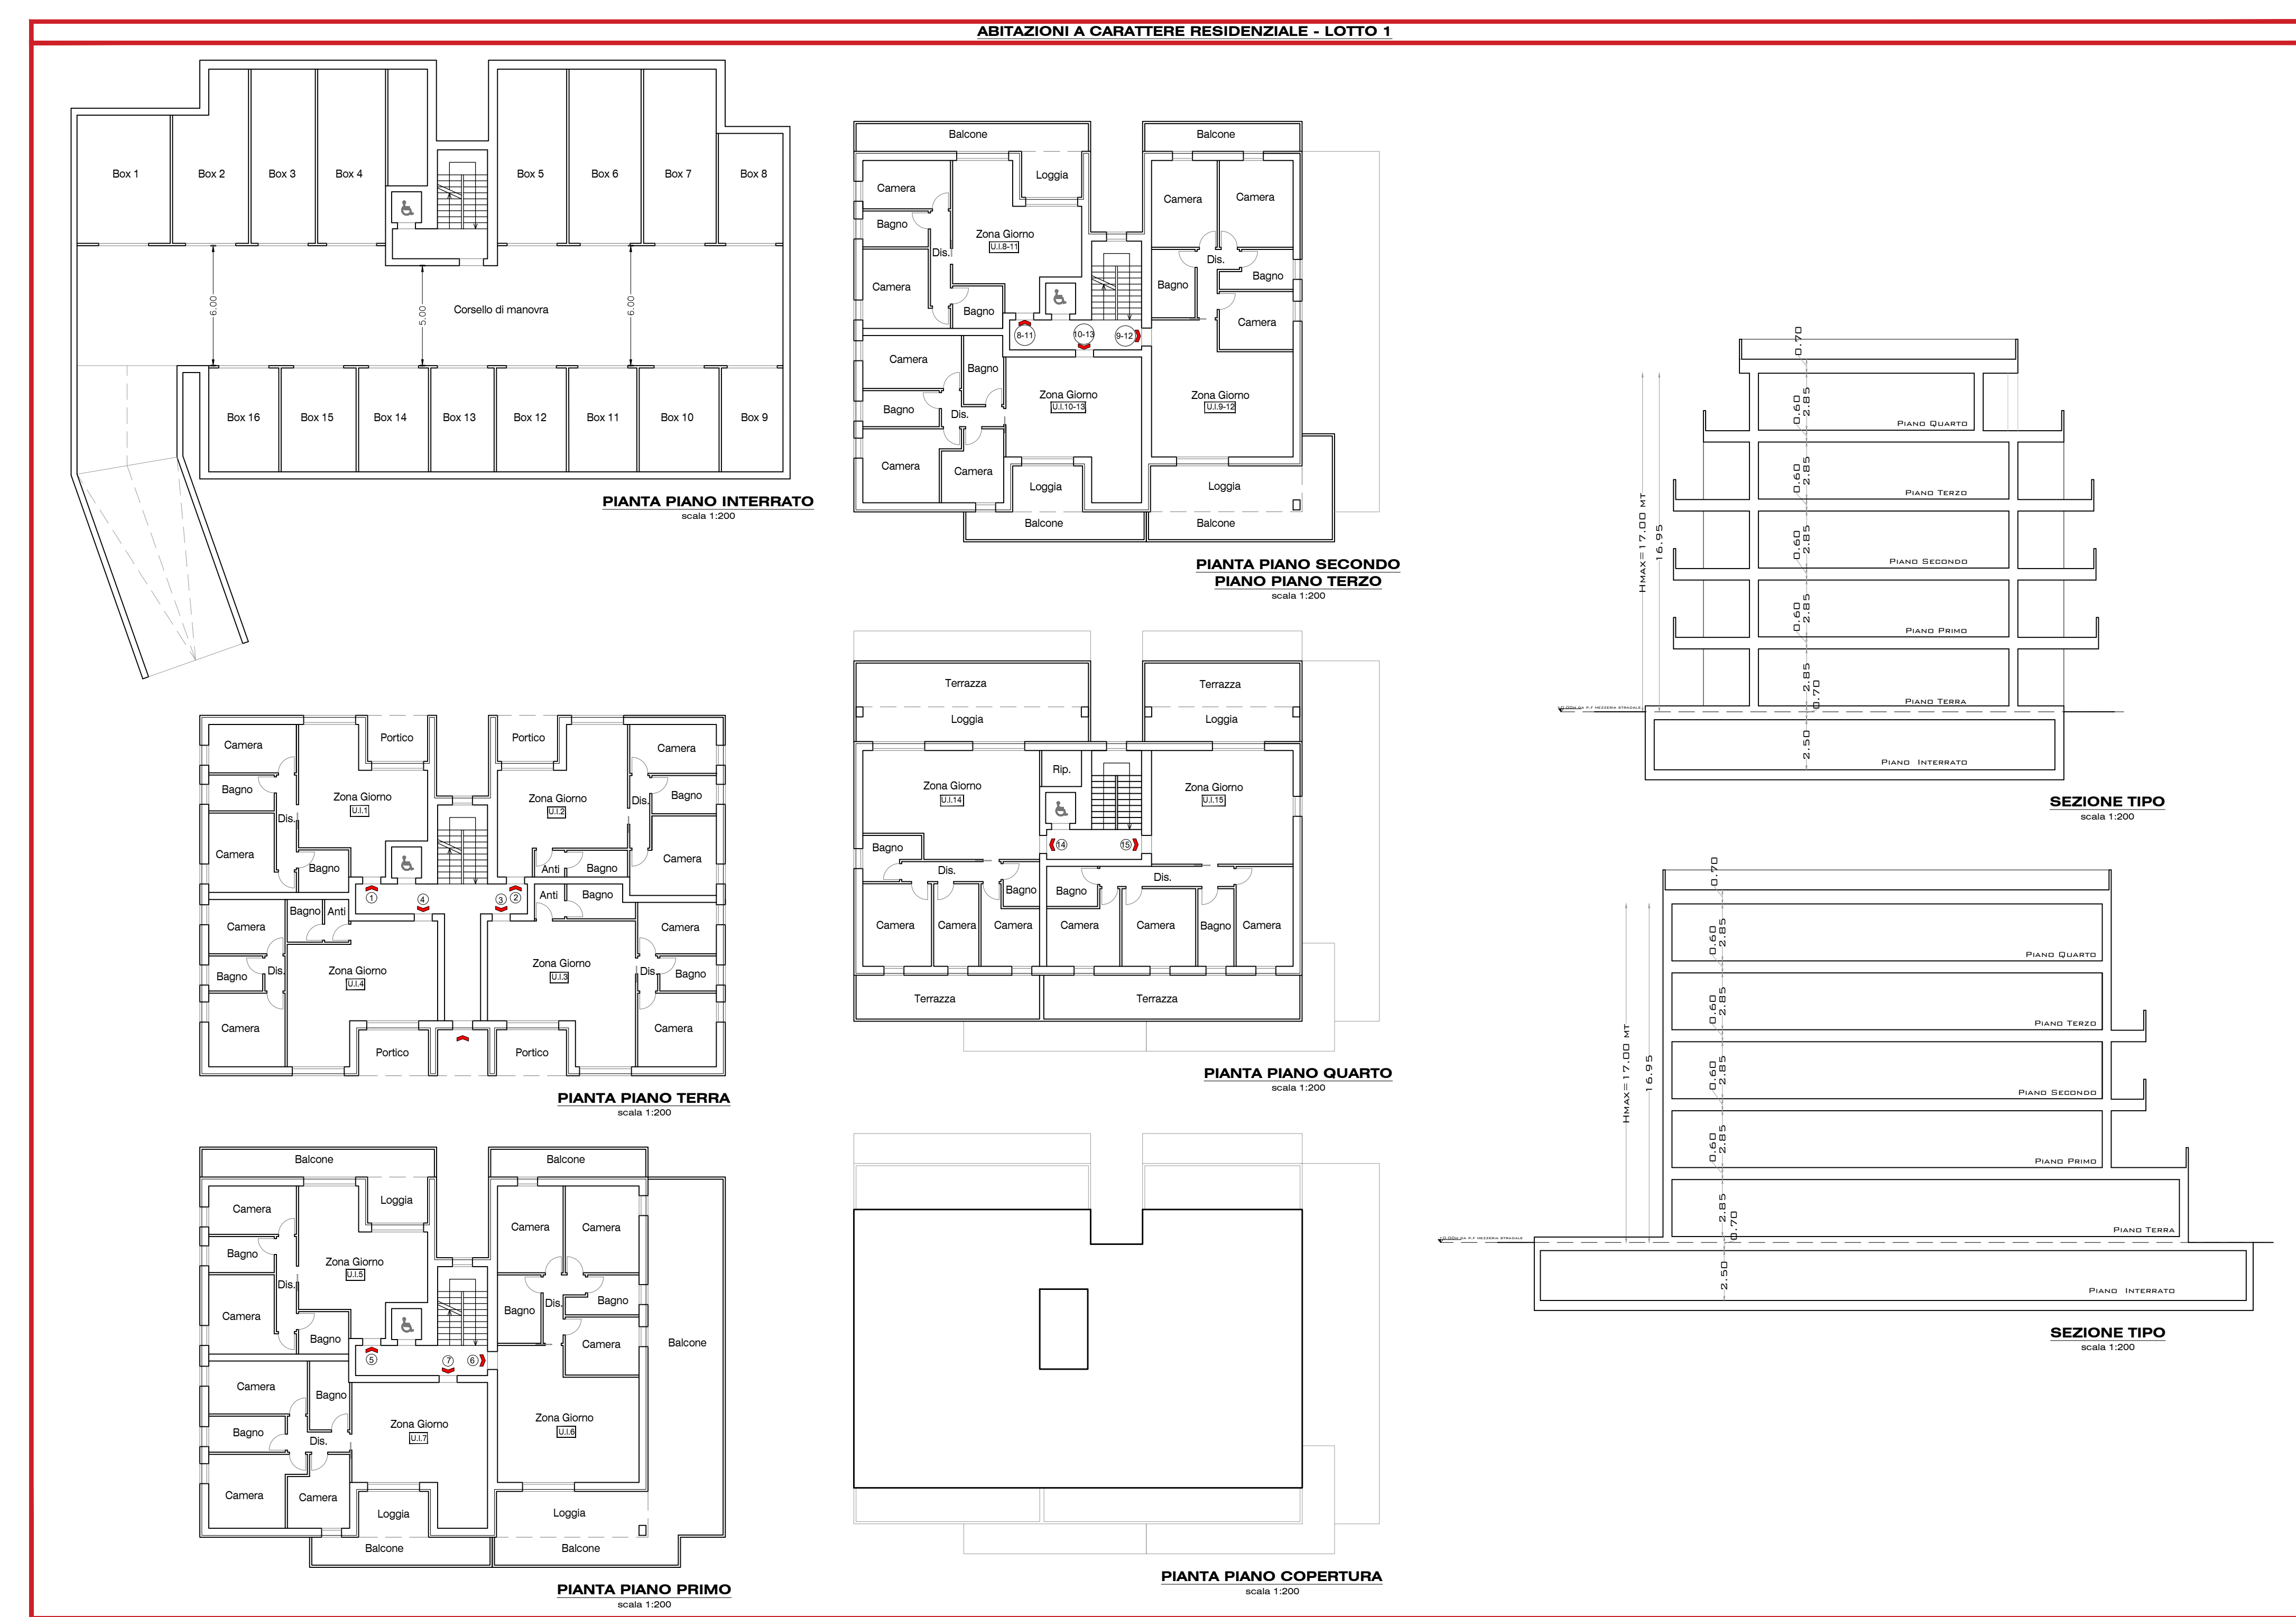 ABITAZIONI A CARATTERE RESIDENZIALE - LOTTO 1
Box 1
Box 2
Box 3
Box 4
Box 5
Box 6
Box 7
Box 8
6.00
5.00
6.00
Corsello di manovra
Box 16
Box 15
Box 14
Box 13
Box 12
Box 11
Box 10
Box 9
PIANTA PIANO INTERRATO
scala 1:200
Balcone
Balcone
Loggia
Camera
Camera
Camera
Bagno
Zona Giorno
U.I.8-11
Dis.
Dis.
Bagno
Bagno
Camera
Bagno
Camera
8-11
10-13
9-12
Camera
Bagno
Zona Giorno
U.I.10-13
Zona Giorno
U.I.9-12
Bagno
Dis.
Camera
Camera
Loggia
Loggia
Balcone
Balcone
PIANTA PIANO SECONDO
PIANO PIANO TERZO
scala 1:200
Portico
Portico
Camera
Camera
Bagno
Zona Giorno
U.I.1
Zona Giorno
U.I.2
Dis.
Bagno
Dis.
Camera
Bagno
Anti
Bagno
Camera
1
4
3
2
Anti
Bagno
Bagno
Anti
Camera
Camera
Bagno
Dis.
Zona Giorno
U.I.4
Zona Giorno
U.I.3
Dis.
Bagno
Camera
Camera
Portico
Portico
PIANTA PIANO TERRA
scala 1:200
Terrazza
Terrazza
Loggia
Loggia
Rip.
Zona Giorno
U.I.14
Zona Giorno
U.I.15
14
15
Bagno
Dis.
Bagno
Bagno
Dis.
Camera
Camera
Camera
Camera
Camera
Bagno
Camera
Terrazza
Terrazza
PIANTA PIANO QUARTO
scala 1:200
Balcone
Balcone
Loggia
Camera
Camera
Camera
Bagno
Zona Giorno
U.I.5
Dis.
Bagno
Dis.
Bagno
Camera
Bagno
Camera
Balcone
5
7
6
Camera
Bagno
Zona Giorno
U.I.7
Zona Giorno
U.I.6
Bagno
Dis.
Camera
Camera
Loggia
Loggia
Balcone
Balcone
PIANTA PIANO PRIMO
scala 1:200
PIANTA PIANO COPERTURA
scala 1:200
0.70
0.60
2.85
PIANO QUARTO
0.60
2.85
PIANO TERZO
HMAX=17.00 MT
16.95
0.60
2.85
PIANO SECONDO
0.60
2.85
PIANO PRIMO
2.85
0.70
PIANO TERRA
2.50
PIANO INTERRATO
SEZIONE TIPO
scala 1:200
0.70
0.60
2.85
PIANO QUARTO
0.60
2.85
PIANO TERZO
HMAX=17.00 MT
16.95
0.60
2.85
PIANO SECONDO
0.60
2.85
PIANO PRIMO
2.85
0.70
PIANO TERRA
2.50
PIANO INTERRATO
SEZIONE TIPO
scala 1:200